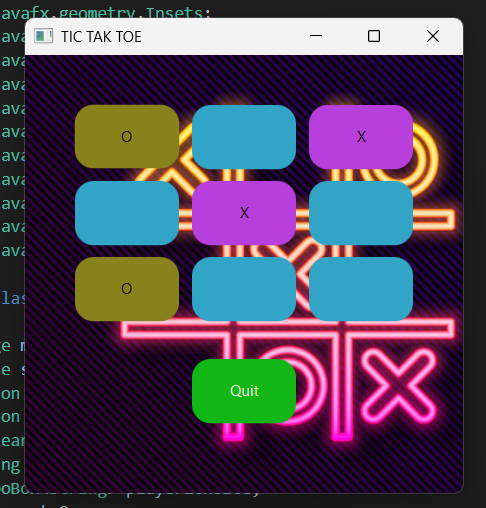 avafx.geometry.Insets;
TIC TAK TOE
ava
ava
ava
ava
O
X
ava
ava
X
ava
ava
ava
O
las
ge
e s
Quit
on
on
ear
ng